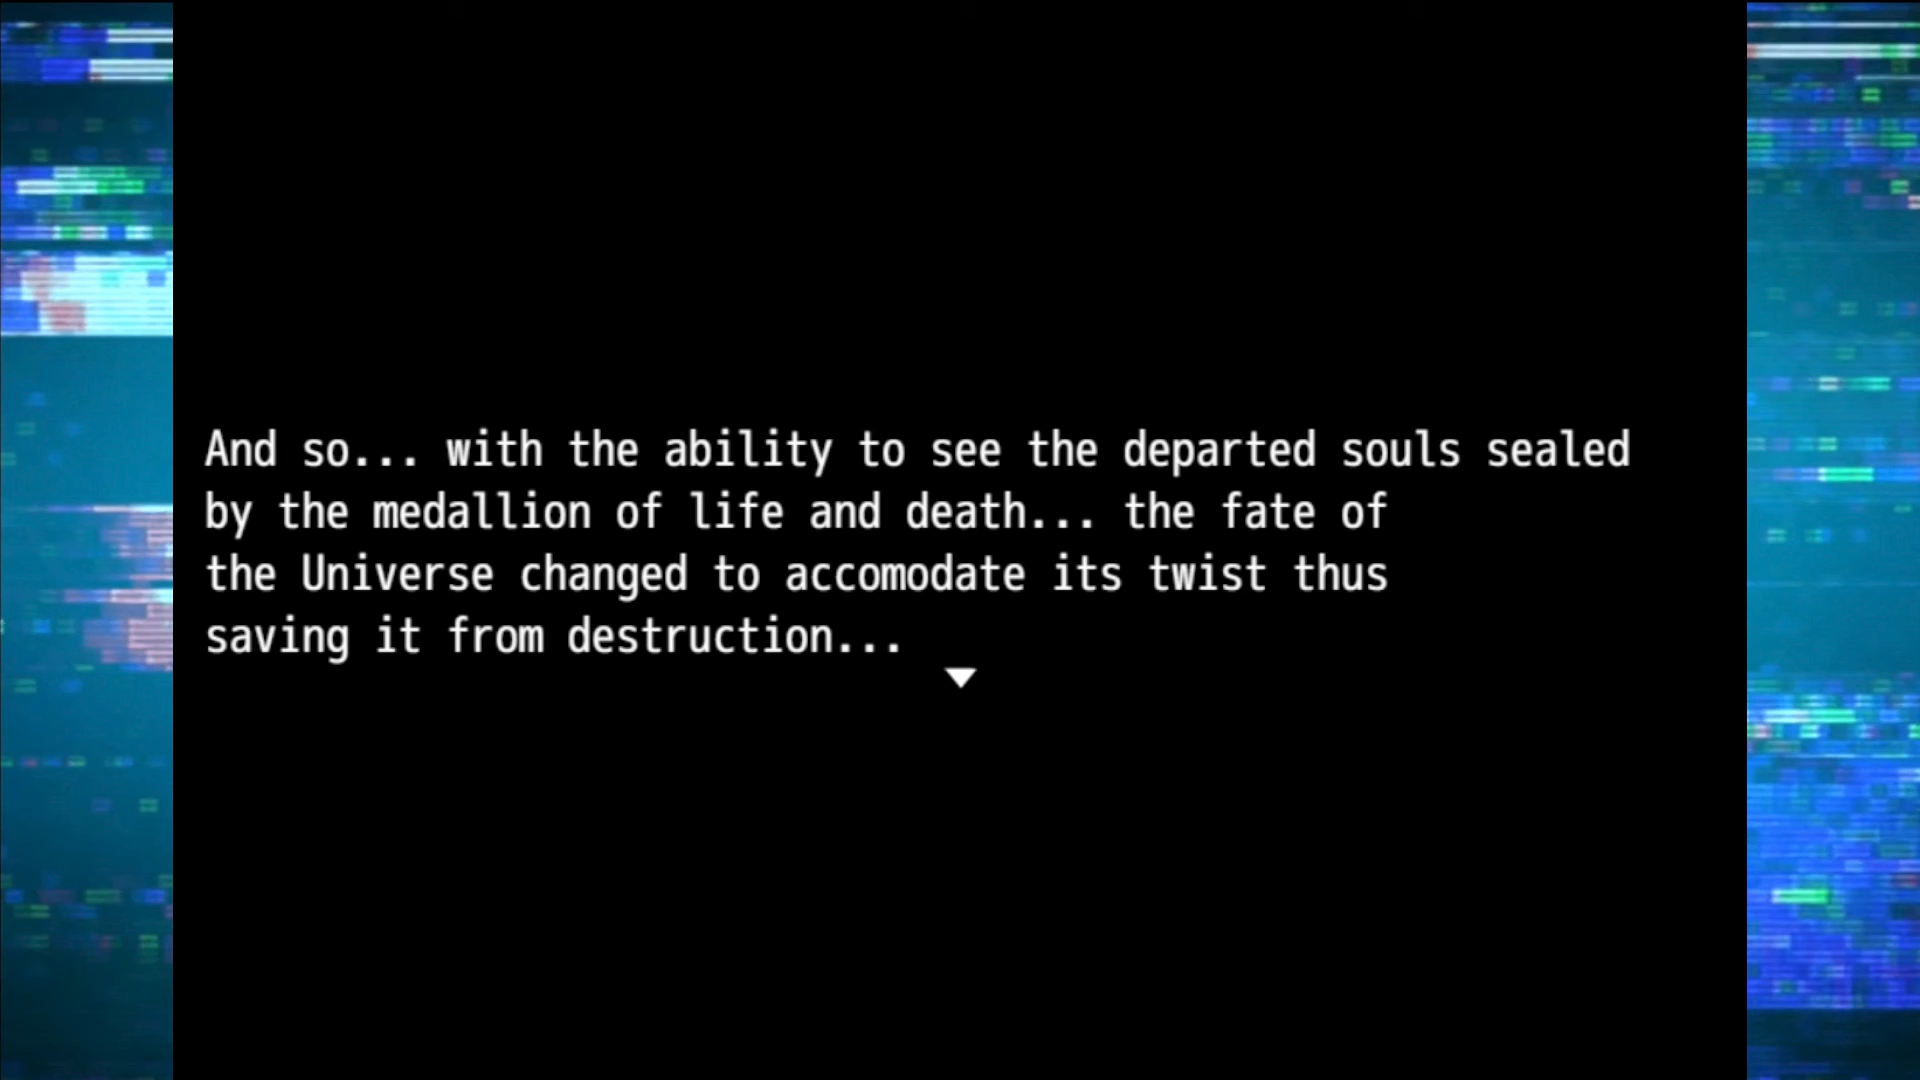 And so... with the ability to see the departed souls sealed
by the medallion of life and death... the fate of
the Universe changed to accomodate its twist thus
saving it from destruction...